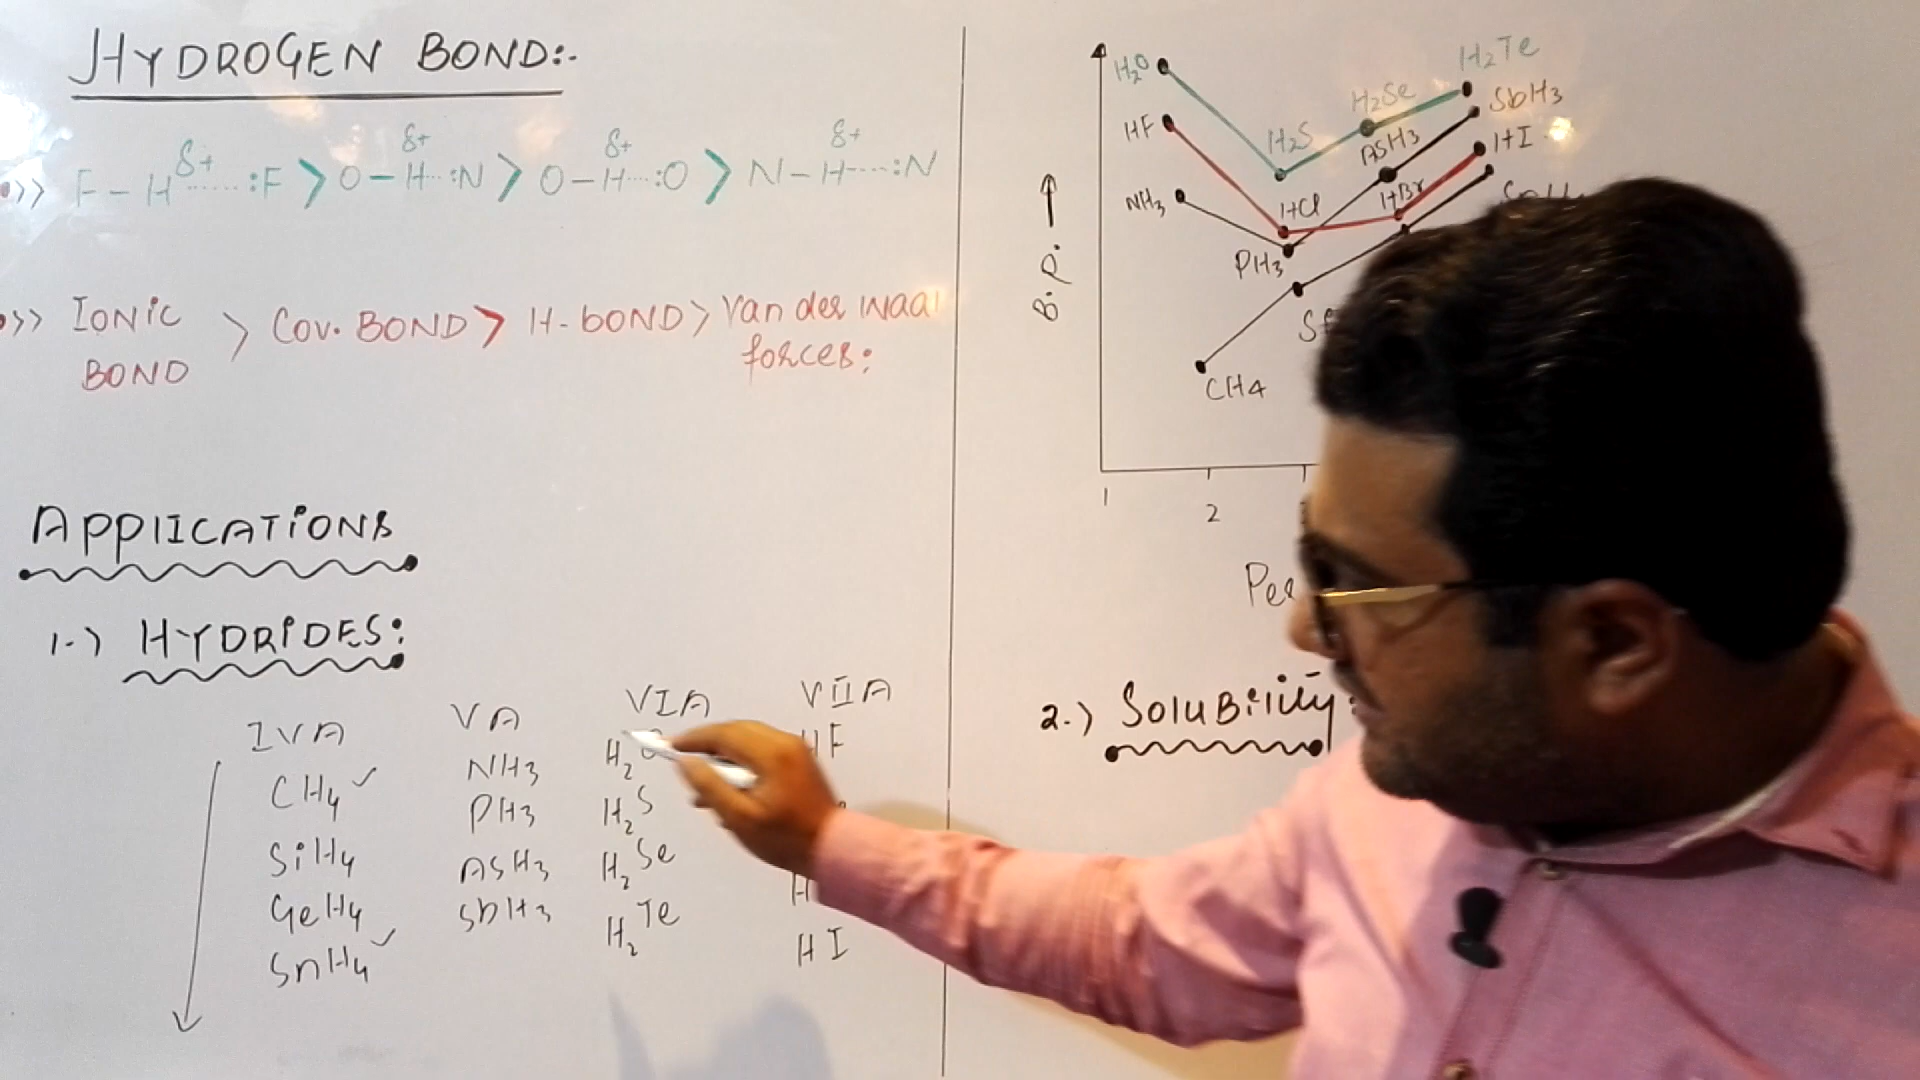 HYDROGEN BOND:-
F - H δ+ ...... :F > O - H δ+ ... :N > O - H δ+ ... :O > N - H δ+ ---- :N
IONIC BOND > COV. BOND > H-BOND > Van der waal forces:
APPlICATIONS
1.) HYDRIDES:
IVA VA VIA VIIA
CH4 ✓ NH3 H2O HF
SiH4 PH3 H2S
GeH4 ASH3 H2Se H
SnH4 ✓ SbH3 H2Te HI
B.P. →
H2O H2S H2Se H2Te
HF HCl HBr HI
NH3 PH3 ASH3 SbH3
CH4
1 2
2.) SoluBility: